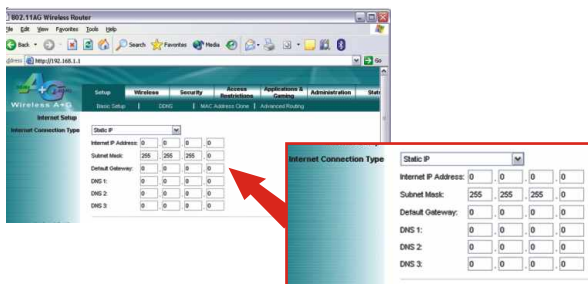 802.11AG Wireless Router
File Edit View Favorites Tools Help
Back Search Favorites Media
Address http://192.168.1.1 Go
A+G
Wireless A+G
Setup Wireless Security Access Restrictions Applications & Gaming Administration Statu
Basic Setup | DDNS | MAC Address Clone | Advanced Routing
Internet Setup
Internet Connection Type Static IP
Internet IP Address: 0 . 0 . 0 . 0
Subnet Mask: 255 . 255 . 255 . 0
Default Gateway: 0 . 0 . 0 . 0
DNS 1: 0 . 0 . 0 . 0
DNS 2: 0 . 0 . 0 . 0
DNS 3: 0 . 0 . 0 . 0
Internet Connection Type Static IP
Internet IP Address: 0 . 0 . 0 . 0
Subnet Mask: 255 . 255 . 255 . 0
Default Gateway: 0 . 0 . 0 . 0
DNS 1: 0 . 0 . 0 . 0
DNS 2: 0 . 0 . 0 . 0
DNS 3: 0 . 0 . 0 . 0